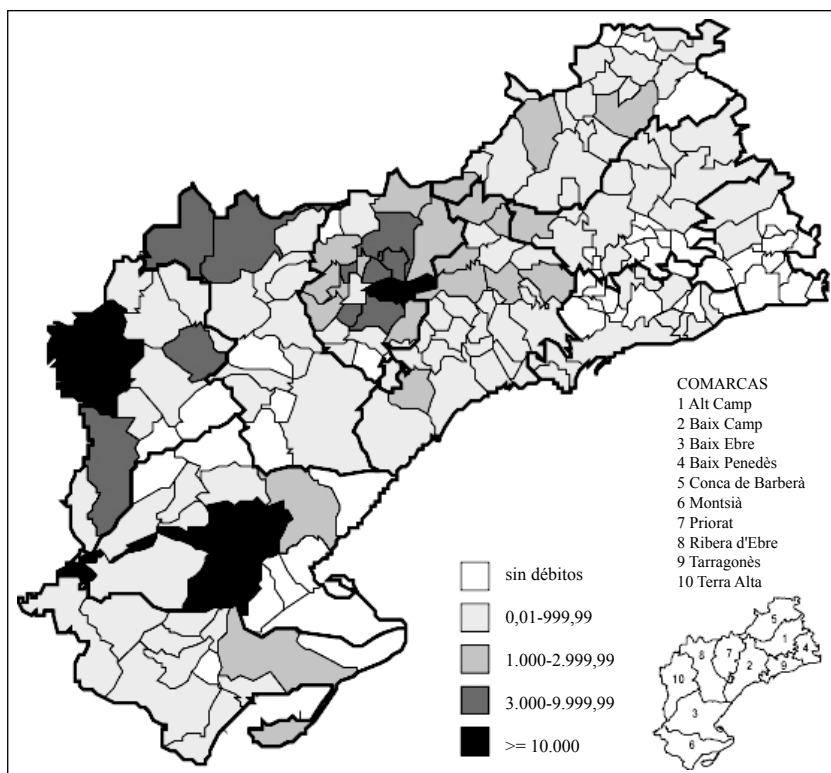 COMARCAS
1 Alt Camp
2 Baix Camp
3 Baix Ebre
4 Baix Penedès
5 Conca de Barberà
6 Montsià
7 Priorat
8 Ribera d'Ebre
9 Tarragonès
10 Terra Alta
sin débitos
0,01-999,99
1.000-2.999,99
3.000-9.999,99
>= 10.000
5
1
8
7
4
2
9
10
3
6